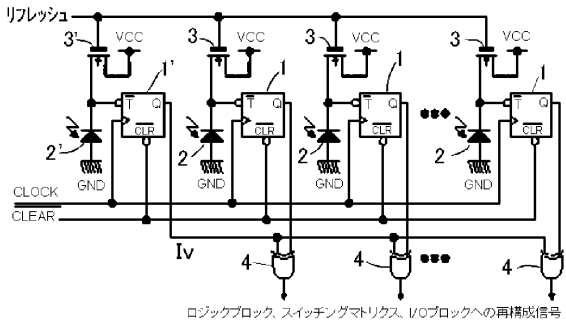 リフレッシュ
3' VCC 3 VCC 3 VCC 3 VCC
1' 1 1 1
T Q T Q T Q T Q
CLR CLR CLR CLR
2' 2 2 2
GND GND GND GND
CLOCK
CLEAR
Iv
4 4 4
ロジックブロック、スイッチングマトリクス、I/Oブロックへの再構成信号